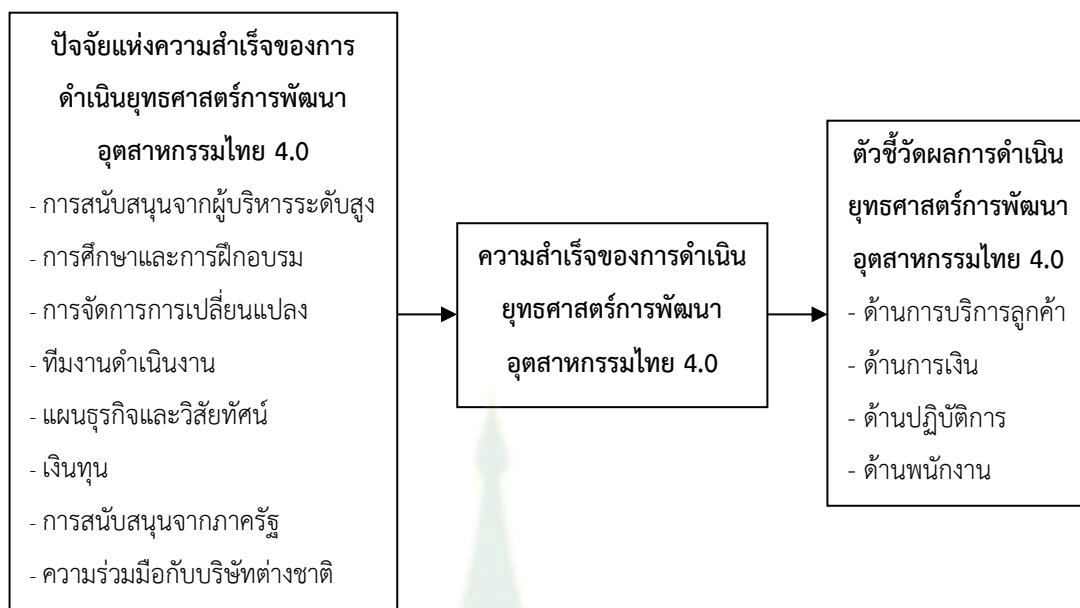 ปัจจัยแห่งความสำเร็จของการ
ดำเนินยุทธศาสตร์การพัฒนา
อุตสาหกรรมไทย 4.0
- การสนับสนุนจากผู้บริหารระดับสูง
- การศึกษาและการฝึกอบรม
- การจัดการการเปลี่ยนแปลง
- ทีมงานดำเนินงาน
- แผนธุรกิจและวิสัยทัศน์
- เงินทุน
- การสนับสนุนจากภาครัฐ
- ความร่วมมือกับบริษัทต่างชาติ
ความสำเร็จของการดำเนิน
ยุทธศาสตร์การพัฒนา
อุตสาหกรรมไทย 4.0
ตัวชี้วัดผลการดำเนิน
ยุทธศาสตร์การพัฒนา
อุตสาหกรรมไทย 4.0
- ด้านการบริการลูกค้า
- ด้านการเงิน
- ด้านปฏิบัติการ
- ด้านพนักงาน